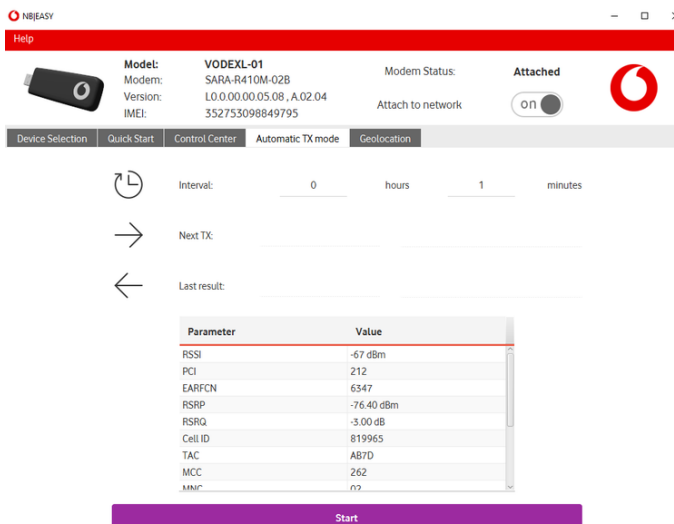 NB|EASY
Help
Model: VODEXL-01
Modem: SARA-R410M-02B
Version: L0.0.00.00.05.08 , A.02.04
IMEI: 352753098849795
Modem Status: Attached
Attach to network on
Device Selection Quick Start Control Center Automatic TX mode Geolocation
Interval: 0 hours 1 minutes
Next TX:
Last result:
Parameter Value
RSSI -67 dBm
PCI 212
EARFCN 6347
RSRP -76.40 dBm
RSRQ -3.00 dB
Cell ID 819965
TAC AB7D
MCC 262
MNC 02
Start